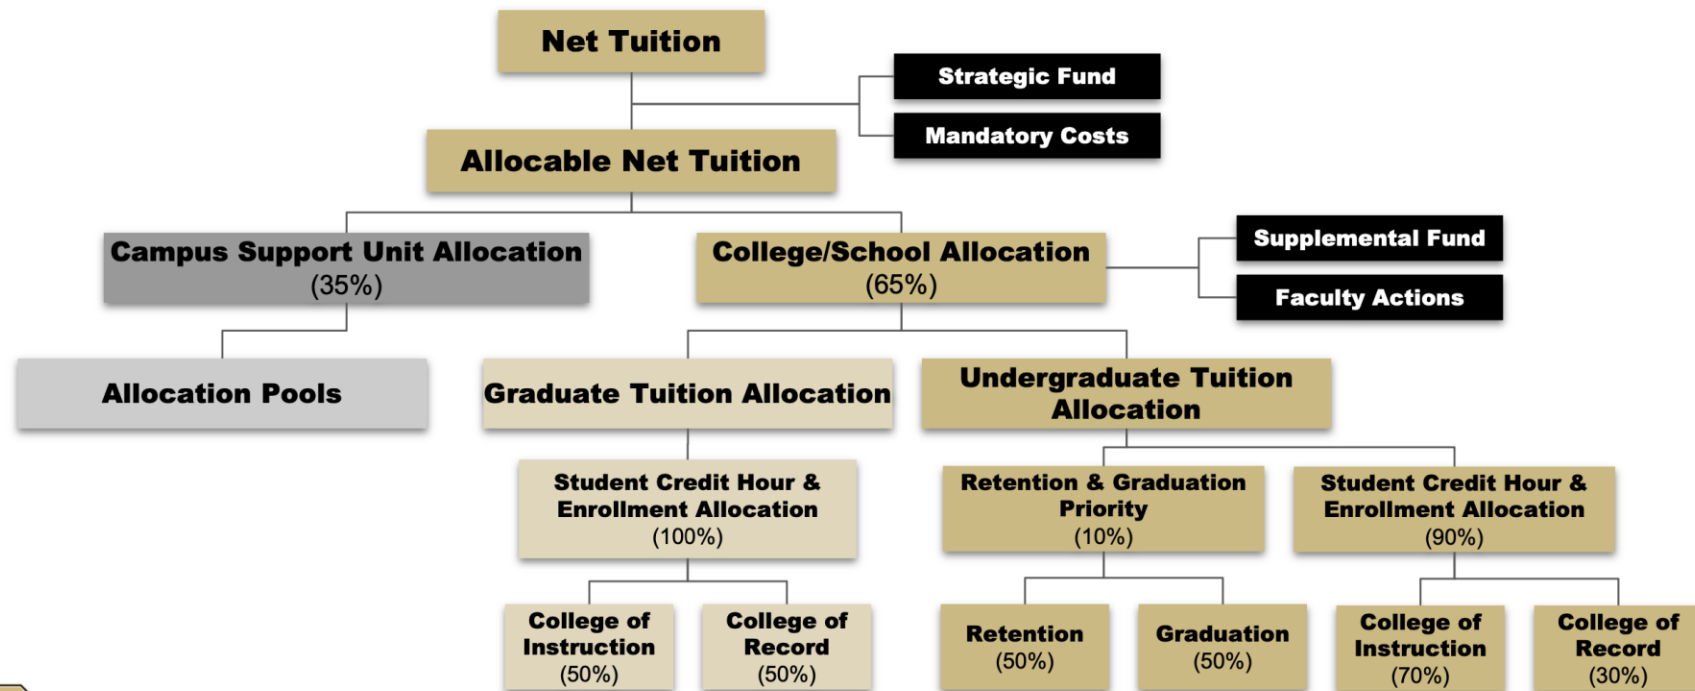 Net Tuition
Strategic Fund
Mandatory Costs
Allocable Net Tuition
Campus Support Unit Allocation
(35%)
College/School Allocation
(65%)
Supplemental Fund
Faculty Actions
Allocation Pools
Graduate Tuition Allocation
Undergraduate Tuition
Allocation
Student Credit Hour &
Enrollment Allocation
(100%)
Retention & Graduation
Priority
(10%)
Student Credit Hour &
Enrollment Allocation
(90%)
College of
Instruction
(50%)
College of
Record
(50%)
Retention
(50%)
Graduation
(50%)
College of
Instruction
(70%)
College of
Record
(30%)